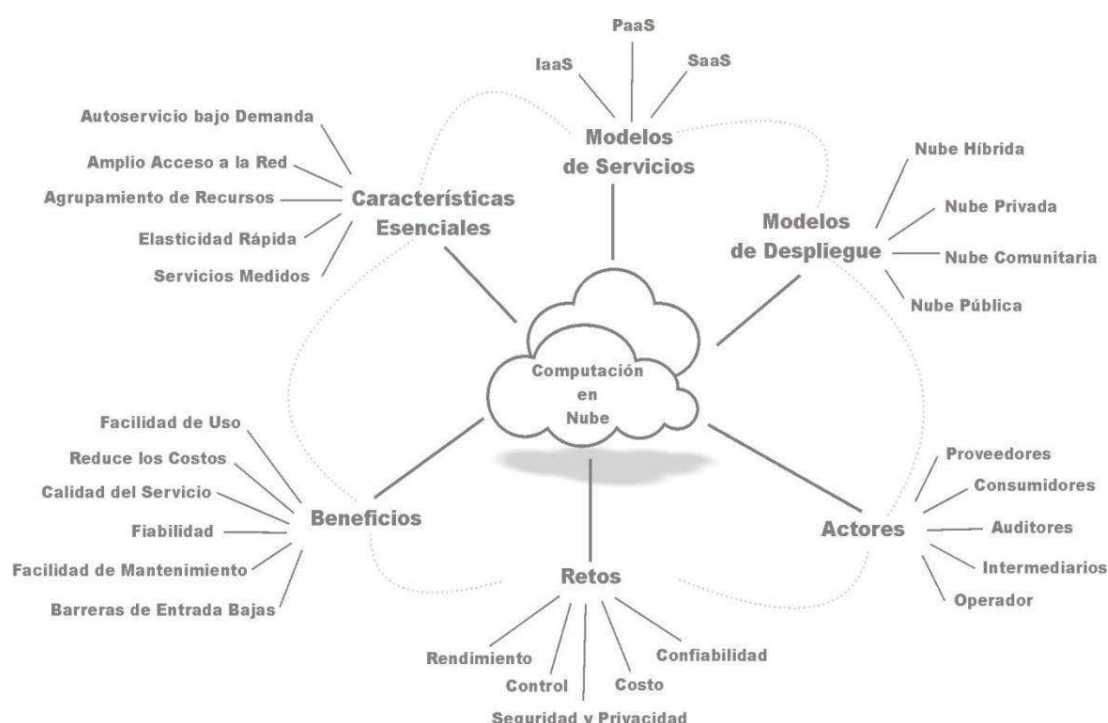 PaaS
IaaS
SaaS
Modelos
de Servicios
Autoservicio bajo Demanda
Amplio Acceso a la Red
Agrupamiento de Recursos
Elasticidad Rápida
Servicios Medidos
Características
Esenciales
Modelos
de Despliegue
Nube Híbrida
Nube Privada
Nube Comunitaria
Nube Pública
Computación
en
Nube
Facilidad de Uso
Reduce los Costos
Calidad del Servicio
Fiabilidad
Facilidad de Mantenimiento
Barreras de Entrada Bajas
Beneficios
Retos
Rendimiento
Control
Seguridad y Privacidad
Costo
Confiabilidad
Actores
Proveedores
Consumidores
Auditores
Intermediarios
Operador